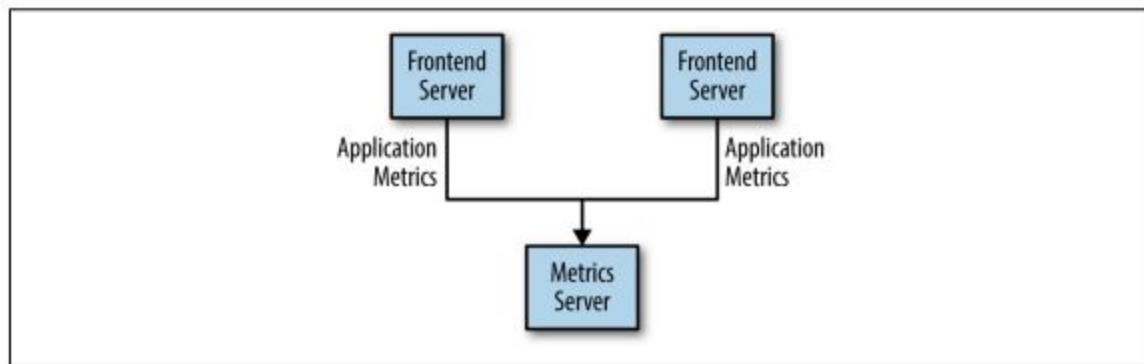 Frontend
Server
Frontend
Server
Application
Metrics
Application
Metrics
Metrics
Server